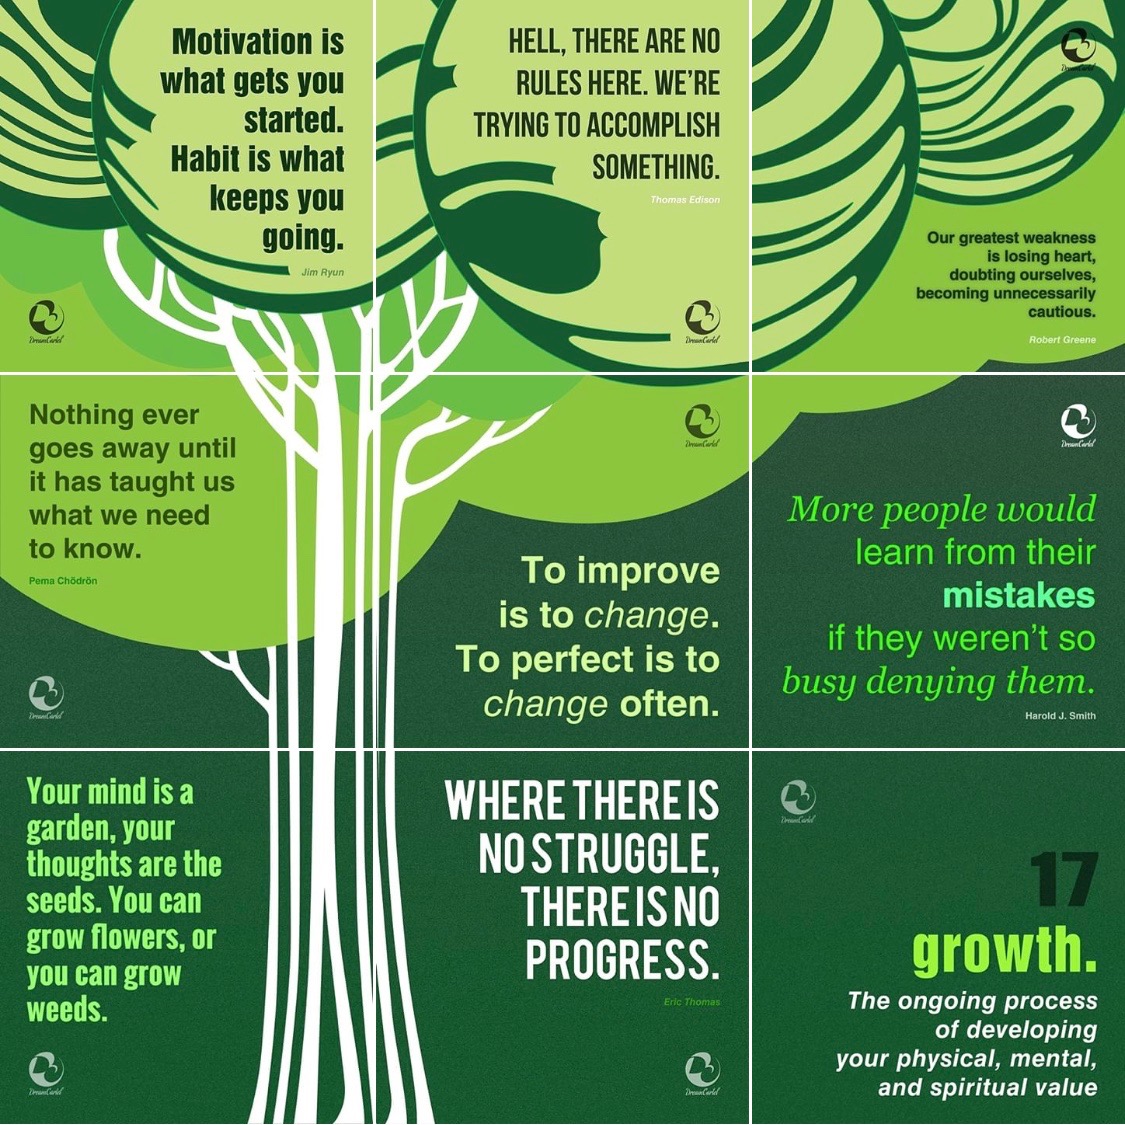 Motivation is
what gets you
started.
Habit is what
keeps you
going.
Jim Ryun
DreamCartel
HELL, THERE ARE NO
RULES HERE. WE'RE
TRYING TO ACCOMPLISH
SOMETHING.
Thomas Edison
DreamCartel
DreamCartel
Our greatest weakness
is losing heart,
doubting ourselves,
becoming unnecessarily
cautious.
Robert Greene
Nothing ever
goes away until
it has taught us
what we need
to know.
Pema Chödrön
DreamCartel
DreamCartel
To improve
is to change.
To perfect is to
change often.
DreamCartel
More people would
learn from their
mistakes
if they weren't so
busy denying them.
Harold J. Smith
Your mind is a
garden, your
thoughts are the
seeds. You can
grow flowers, or
you can grow
weeds.
DreamCartel
WHERE THERE IS
NO STRUGGLE,
THERE IS NO
PROGRESS.
Eric Thomas
DreamCartel
DreamCartel
17
growth.
The ongoing process
of developing
your physical, mental,
and spiritual value